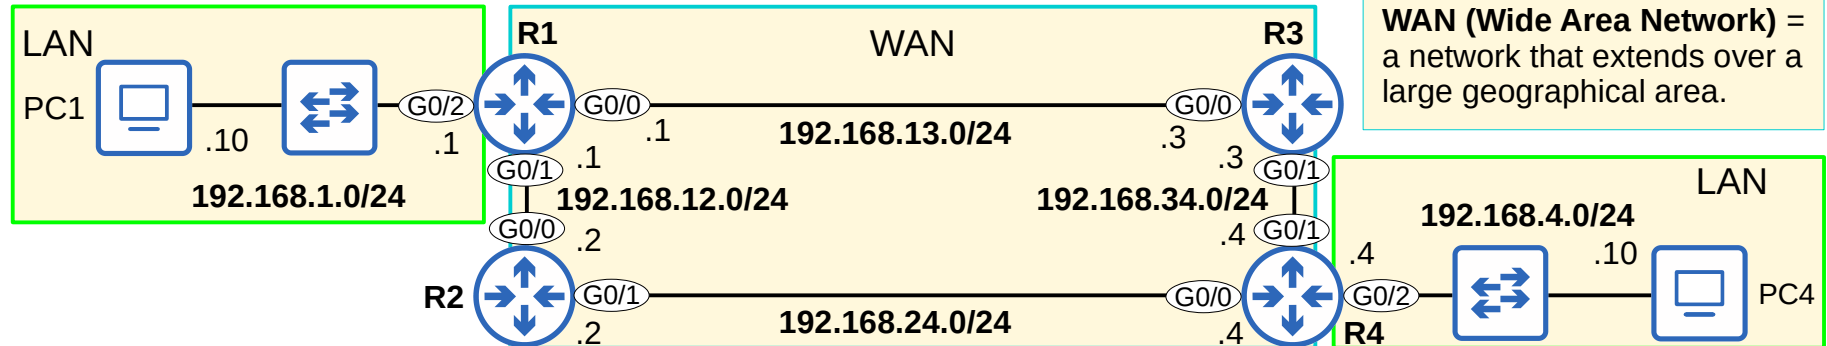 LAN
PC1
.10
192.168.1.0/24
G0/2
.1
R1
WAN
R3
G0/0
.1
192.168.13.0/24
G0/0
.3
G0/1
.1
192.168.12.0/24
G0/0
.2
.3
G0/1
192.168.34.0/24
.4
G0/1
R2
G0/1
.2
192.168.24.0/24
G0/0
.4
R4
WAN (Wide Area Network) =
a network that extends over a
large geographical area.
LAN
192.168.4.0/24
.4
G0/2
.10
PC4